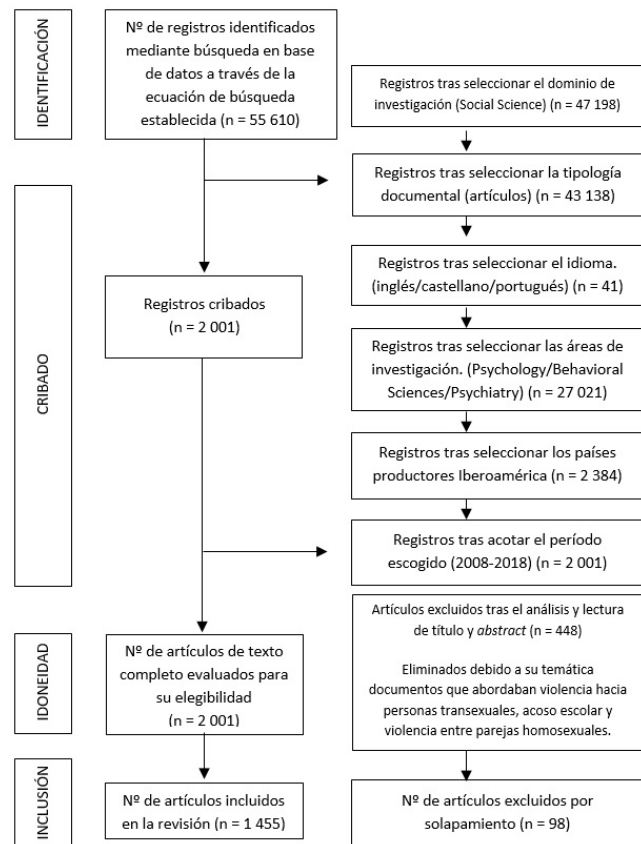 IDENTIFICACIÓN
Nº de registros identificados
mediante búsqueda en base
de datos a través de la
ecuación de búsqueda
establecida (n = 55 610)
Registros tras seleccionar el dominio de
investigación (Social Science) (n = 47 198)
Registros tras seleccionar la tipología
documental (artículos) (n = 43 138)
CRIBADO
Registros cribados
(n = 2 001)
Registros tras seleccionar el idioma.
(inglés/castellano/portugués) (n = 41)
Registros tras seleccionar las áreas de
investigación. (Psychology/Behavioral
Sciences/Psychiatry) (n = 27 021)
Registros tras seleccionar los países
productores Iberoamérica (n = 2 384)
Registros tras acotar el período
escogido (2008-2018) (n = 2 001)
IDONEIDAD
Nº de artículos de texto
completo evaluados para
su elegibilidad
(n = 2 001)
Artículos excluidos tras el análisis y lectura
de título y abstract (n = 448)
Eliminados debido a su temática
documentos que abordaban violencia hacia
personas transexuales, acoso escolar y
violencia entre parejas homosexuales.
INCLUSIÓN
Nº de artículos incluidos
en la revisión (n = 1 455)
Nº de artículos excluidos por
solapamiento (n = 98)